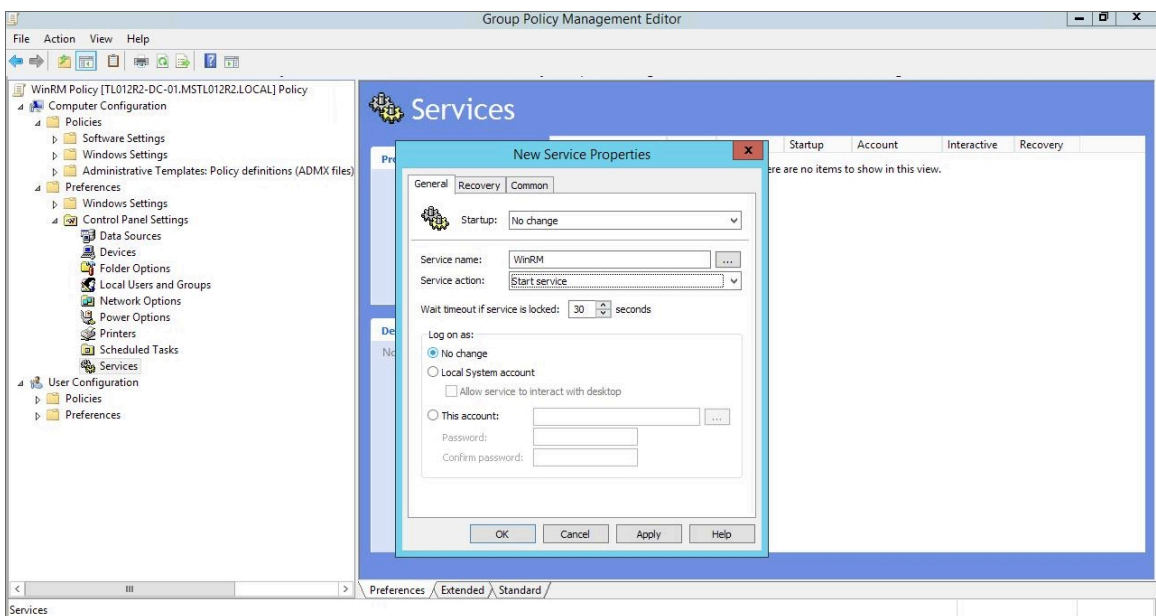 Group Policy Management Editor
File Action View Help
WinRM Policy [TL012R2-DC-01.MSTL012R2.LOCAL] Policy
Computer Configuration
Policies
Software Settings
Windows Settings
Administrative Templates: Policy definitions (ADMX files)
Preferences
Windows Settings
Control Panel Settings
Data Sources
Devices
Folder Options
Local Users and Groups
Network Options
Power Options
Printers
Scheduled Tasks
Services
User Configuration
Policies
Preferences
Services
Startup Account Interactive Recovery
ere are no items to show in this view.
Pro
De
No
New Service Properties
x
General Recovery Common
Startup: No change
Service name: WinRM ...
Service action: Start service
Wait timeout if service is locked: 30 seconds
Log on as:
No change
Local System account
Allow service to interact with desktop
This account: ...
Password:
Confirm password:
OK Cancel Apply Help
Preferences Extended Standard
Services